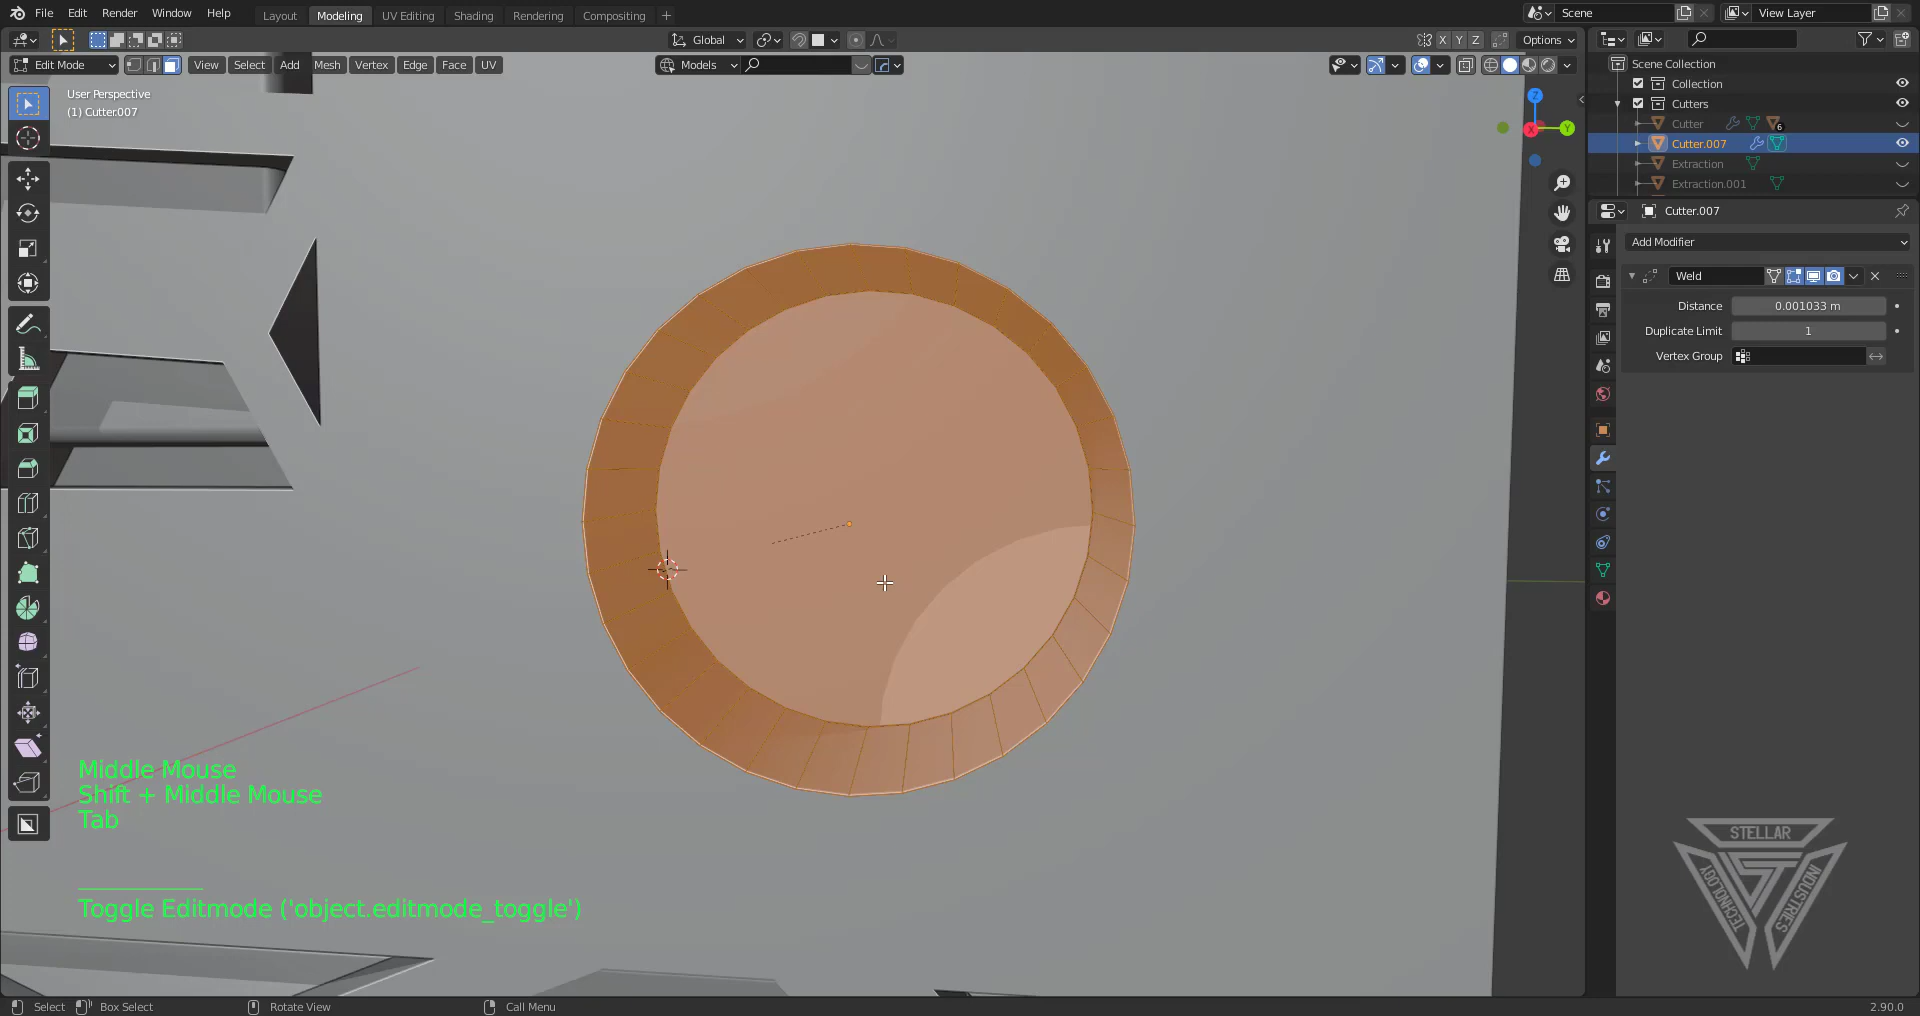 File Edit Render Window Help Layout Modeling UV Editing Shading Rendering Compositing + Scene View Layer
Global X Y Z Options
Edit Mode View Select Add Mesh Vertex Edge Face UV Models
User Perspective
(1) Cutter.007
Z
Y
X
Scene Collection
Collection
Cutters
Cutter 6
Cutter.007
Extraction
Extraction.001
Cutter.007
Add Modifier
Weld
Distance 0.001033 m
Duplicate Limit 1
Vertex Group
Middle Mouse
Shift + Middle Mouse
Tab
Toggle Editmode ('object.editmode_toggle')
STELLAR
TECHNOLOGY
INDUSTRIES
Select Box Select Rotate View Call Menu 2.90.0